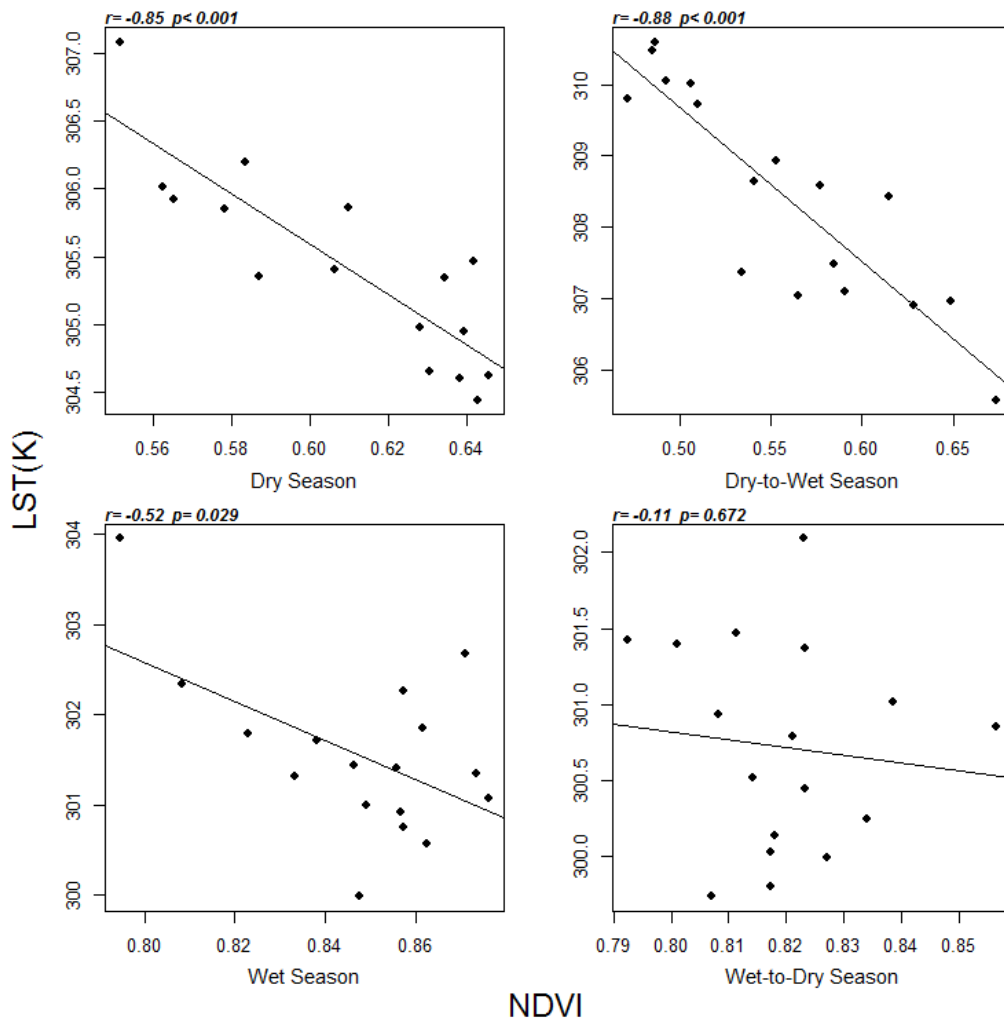 r= -0.85 p< 0.001
307.0
306.5
306.0
305.5
305.0
304.5
0.56 0.58 0.60 0.62 0.64
Dry Season
r= -0.88 p< 0.001
310
309
308
307
306
0.50 0.55 0.60 0.65
Dry-to-Wet Season
LST(K)
r= -0.52 p= 0.029
304
303
302
301
300
0.80 0.82 0.84 0.86
Wet Season
r= -0.11 p= 0.672
302.0
301.5
301.0
300.5
300.0
0.79 0.80 0.81 0.82 0.83 0.84 0.85
Wet-to-Dry Season
NDVI